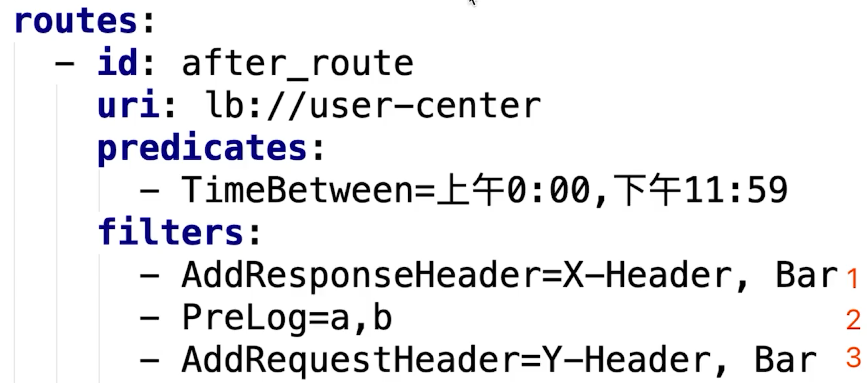 routes:
- id: after_route
uri: lb://user-center
predicates:
- TimeBetween=上午0:00,下午11:59
filters:
- AddResponseHeader=X-Header, Bar 1
- PreLog=a,b 2
- AddRequestHeader=Y-Header, Bar 3